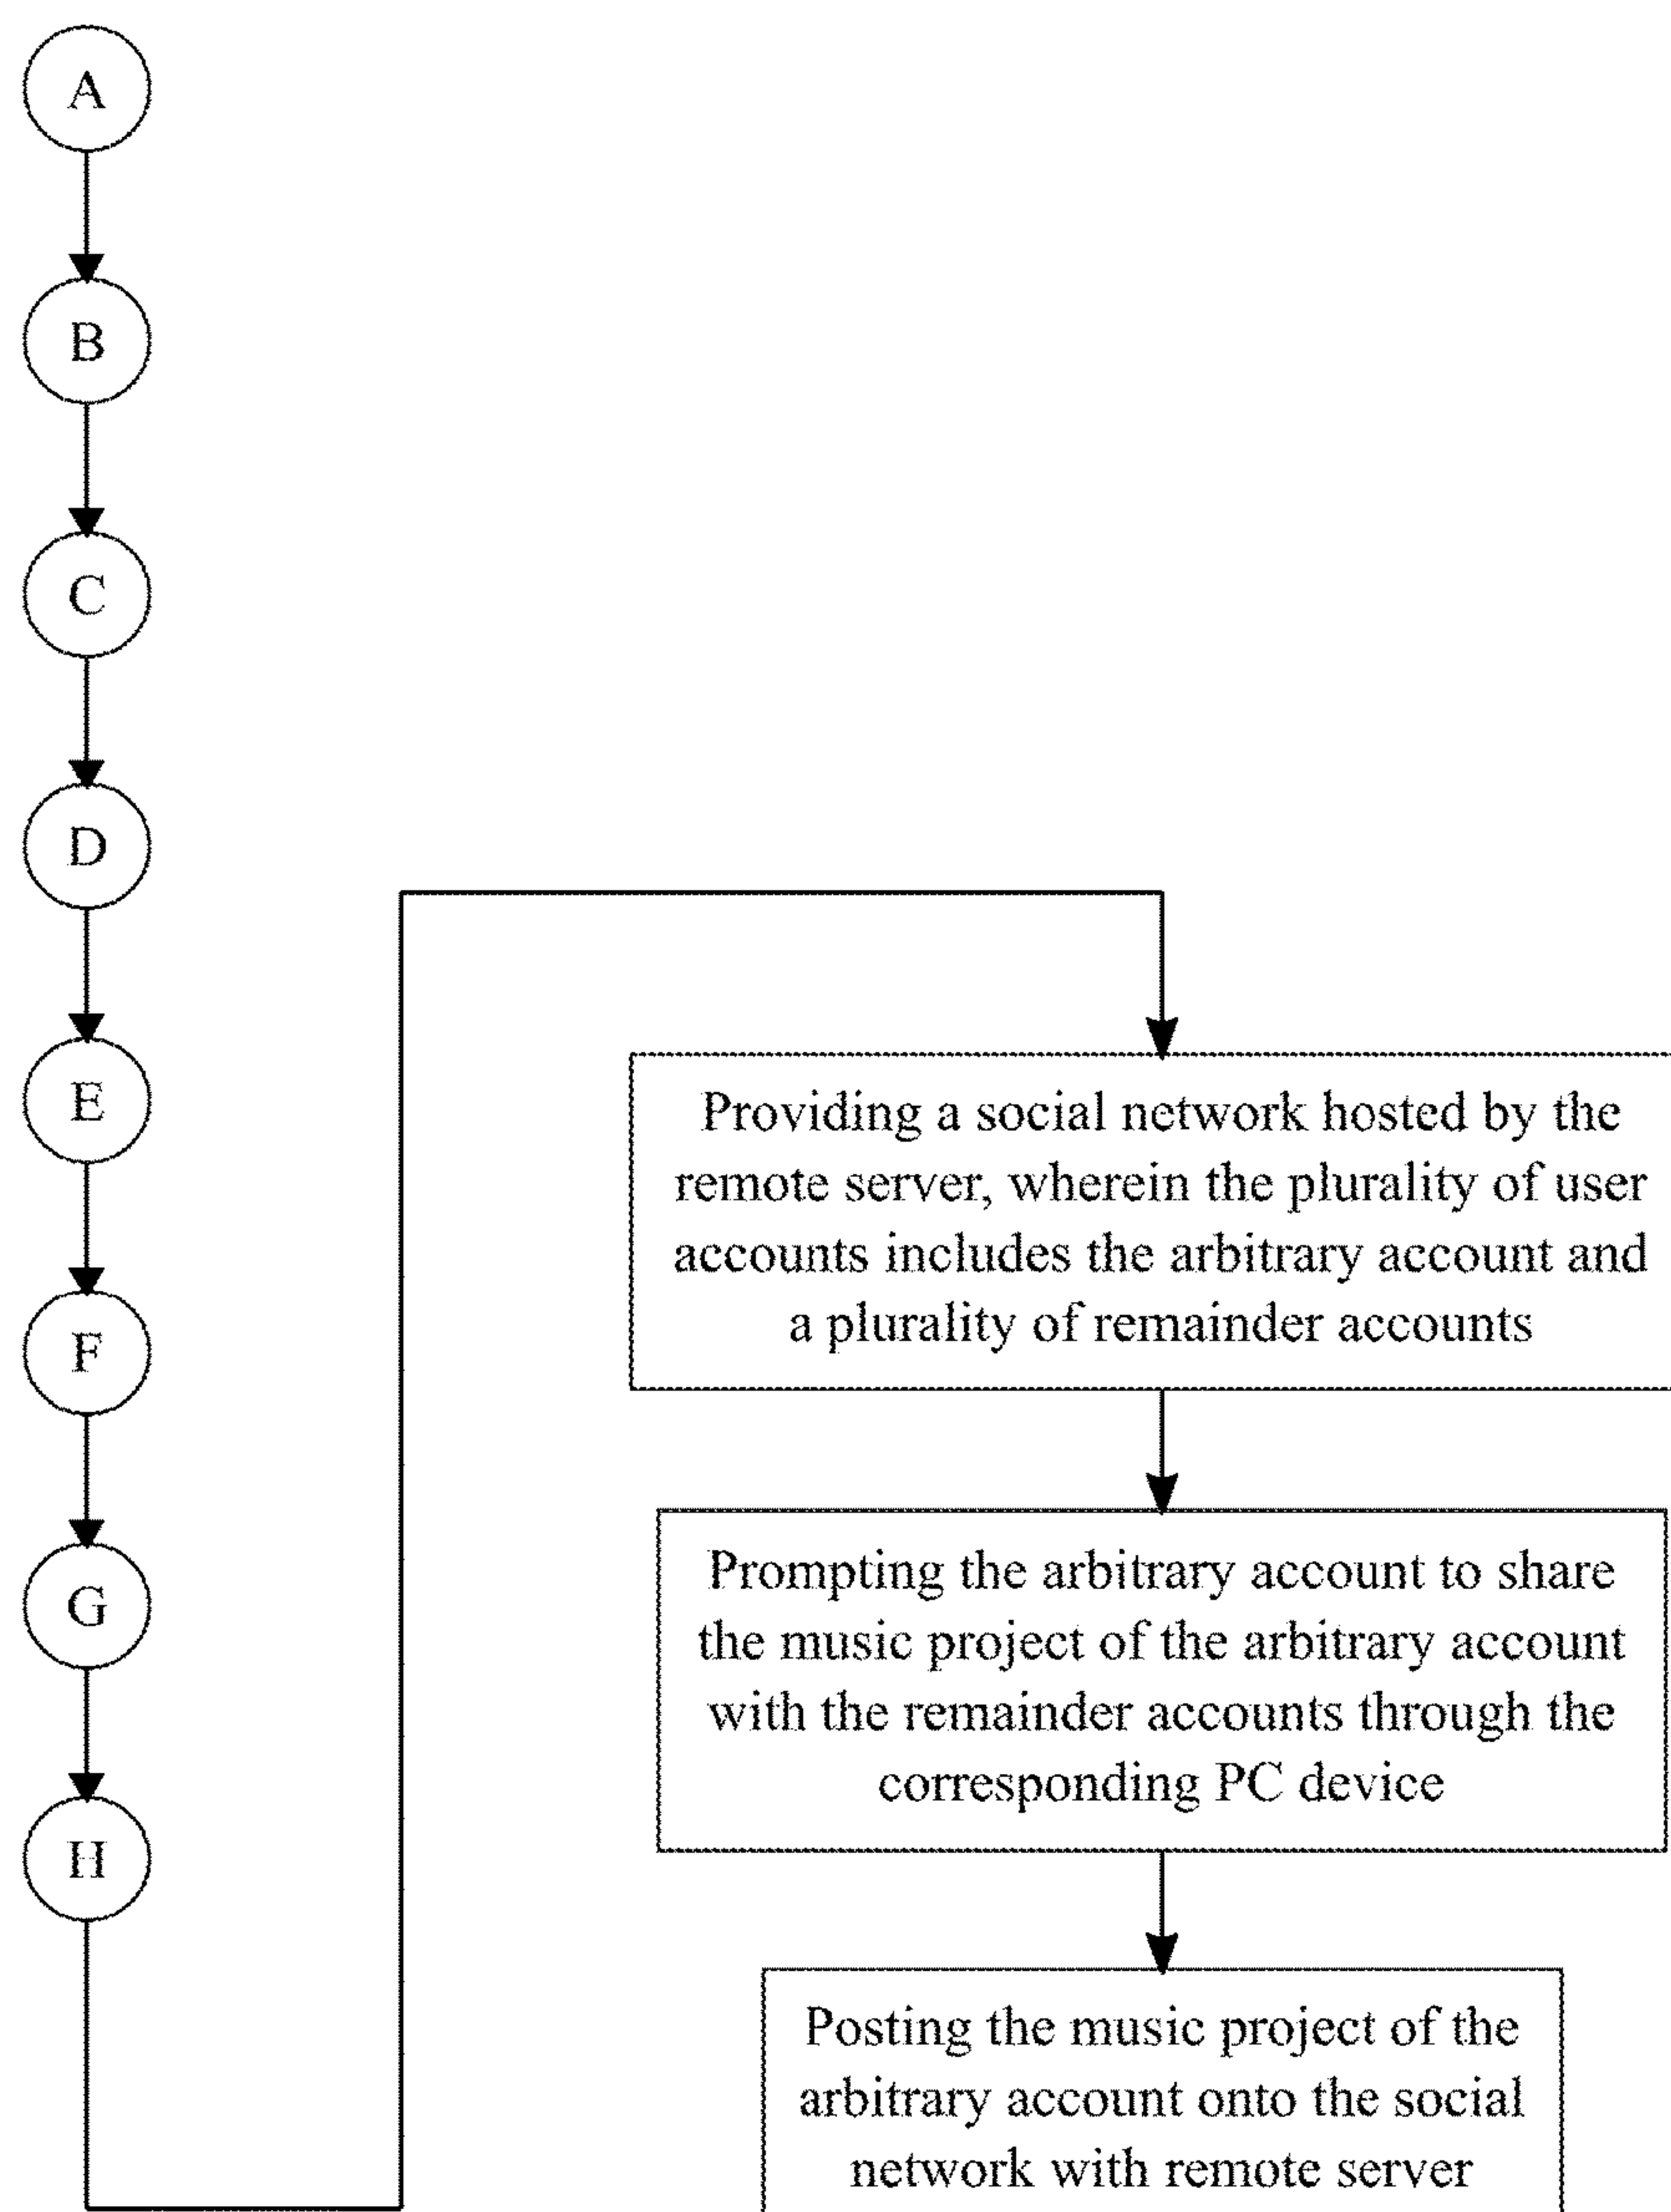 A
B
C
D
E
F
G
H
Providing a social network hosted by the
remote server, wherein the plurality of user
accounts includes the arbitrary account and
a plurality of remainder accounts
Prompting the arbitrary account to share
the music project of the arbitrary account
with the remainder accounts through the
corresponding PC device
Posting the music project of the
arbitrary account onto the social
network with remote server